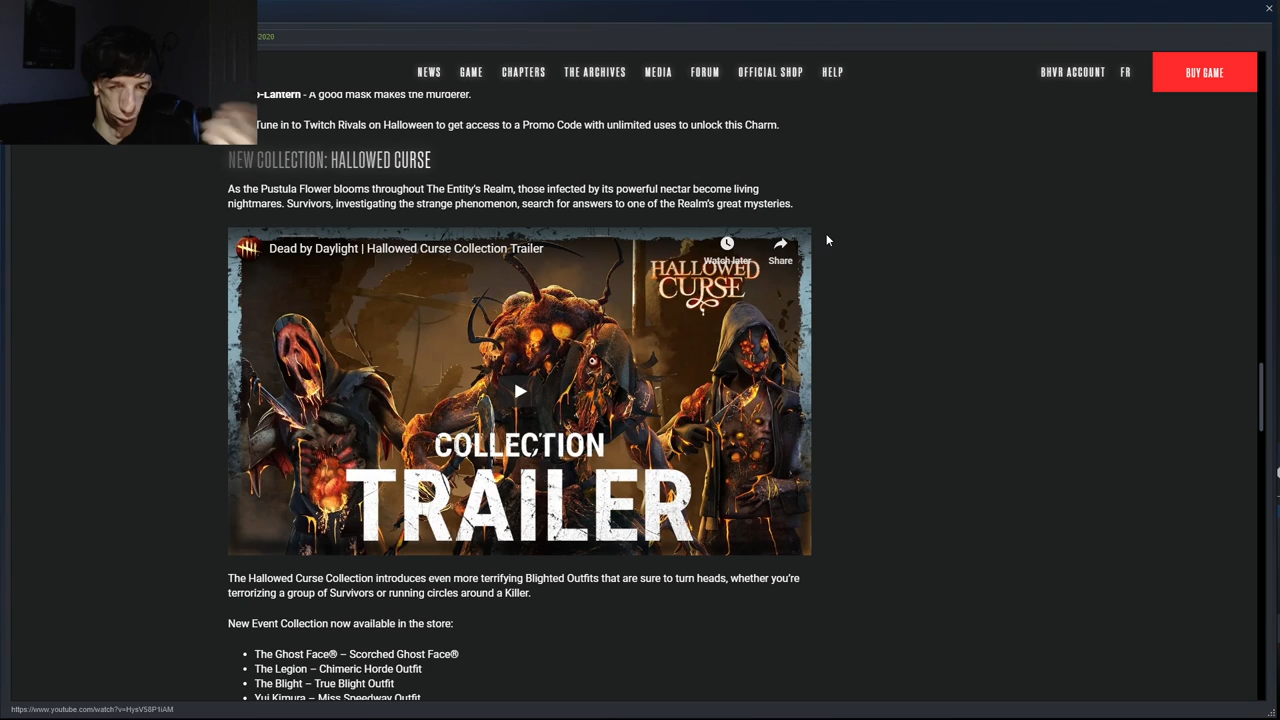 2020
NEWS GAME CHAPTERS THE ARCHIVES MEDIA FORUM OFFICIAL SHOP HELP BHVR ACCOUNT FR BUY GAME
-Lantern - A good mask makes the murderer.
Tune in to Twitch Rivals on Halloween to get access to a Promo Code with unlimited uses to unlock this Charm.
NEW COLLECTION: HALLOWED CURSE
As the Pustula Flower blooms throughout The Entity's Realm, those infected by its powerful nectar become living
nightmares. Survivors, investigating the strange phenomenon, search for answers to one of the Realm's great mysteries.
Dead by Daylight | Hallowed Curse Collection Trailer
Watch later Share
HALLOWED
CURSE
COLLECTION
TRAILER
The Hallowed Curse Collection introduces even more terrifying Blighted Outfits that are sure to turn heads, whether you're
terrorizing a group of Survivors or running circles around a Killer.
New Event Collection now available in the store:
• The Ghost Face® – Scorched Ghost Face®
• The Legion – Chimeric Horde Outfit
• The Blight – True Blight Outfit
• Yui Kimura – Miss Speedway Outfit